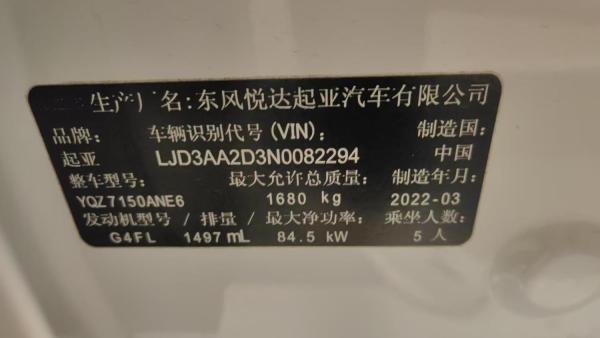 生产厂名:东风悦达起亚汽车有限公司
品牌: 车辆识别代号(VIN): 制造国:
起亚 LJD3AA2D3N0082294 中国
整车型号: 最大允许总质量: 制造年月:
YQZ7150ANE6 1680 kg 2022-03
发动机型号 / 排量 / 最大净功率: 乘坐人数:
G4FL 1497 mL 84.5 kW 5 人